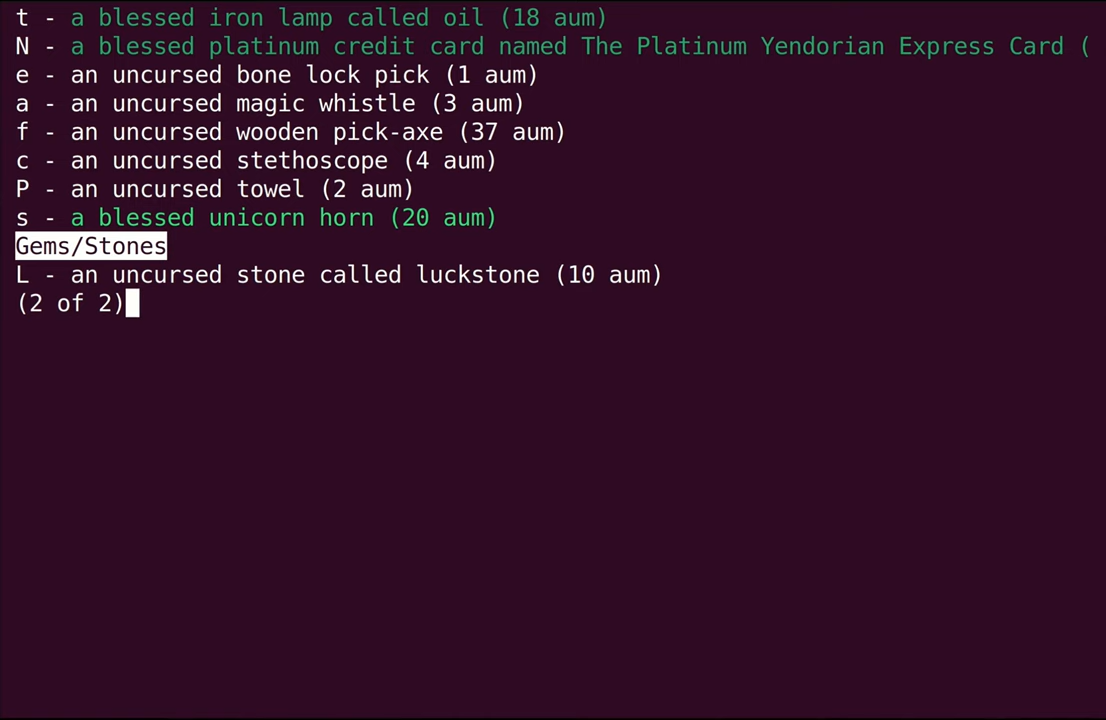 t - a blessed iron lamp called oil (18 aum)
N - a blessed platinum credit card named The Platinum Yendorian Express Card (
e - an uncursed bone lock pick (1 aum)
a - an uncursed magic whistle (3 aum)
f - an uncursed wooden pick-axe (37 aum)
c - an uncursed stethoscope (4 aum)
P - an uncursed towel (2 aum)
s - a blessed unicorn horn (20 aum)
Gems/Stones
L - an uncursed stone called luckstone (10 aum)
(2 of 2)